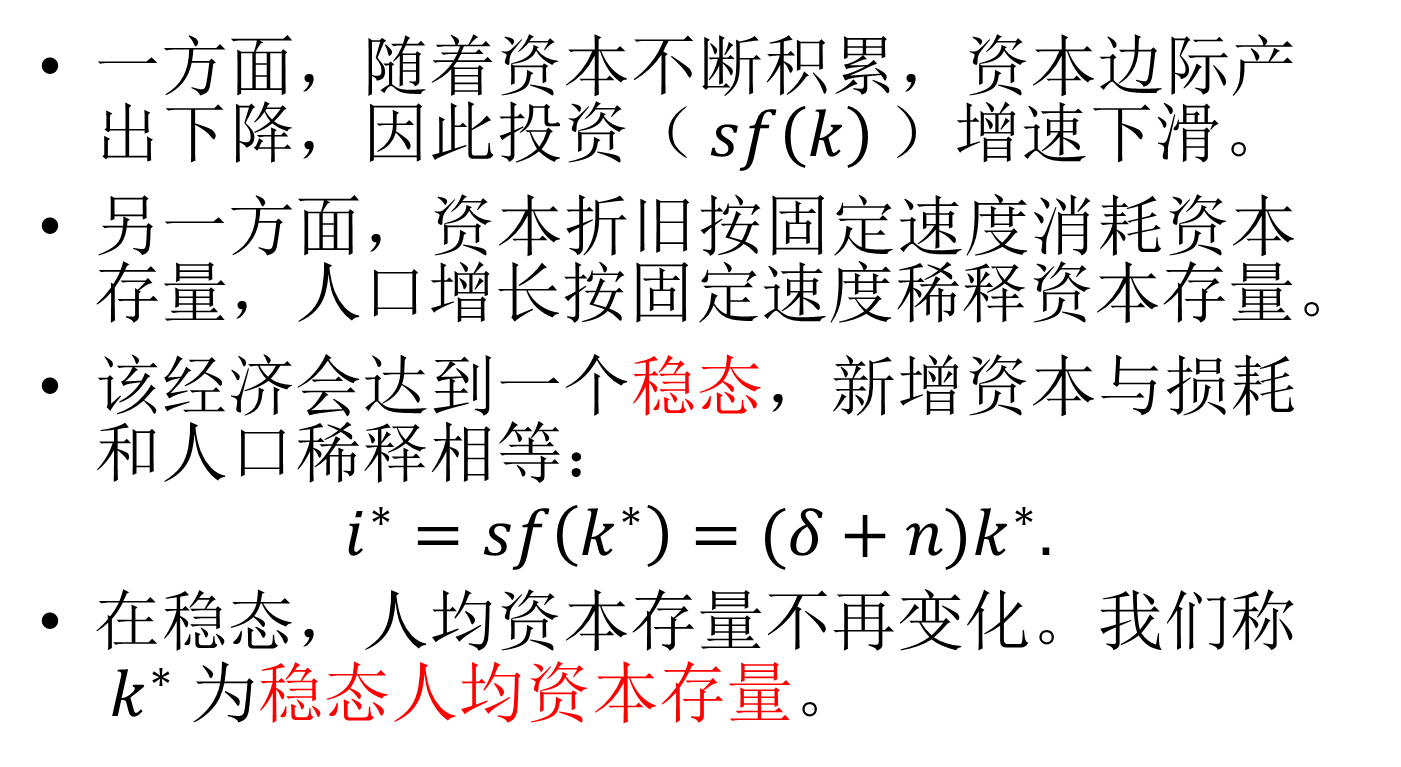 • 一方面，随着资本不断积累，资本边际产
出下降，因此投资（ sf(k) ）增速下滑。
• 另一方面，资本折旧按固定速度消耗资本
存量，人口增长按固定速度稀释资本存量。
• 该经济会达到一个稳态，新增资本与损耗
和人口稀释相等：
i* = sf(k*) = (δ + n)k*.
• 在稳态，人均资本存量不再变化。我们称
k* 为稳态人均资本存量。